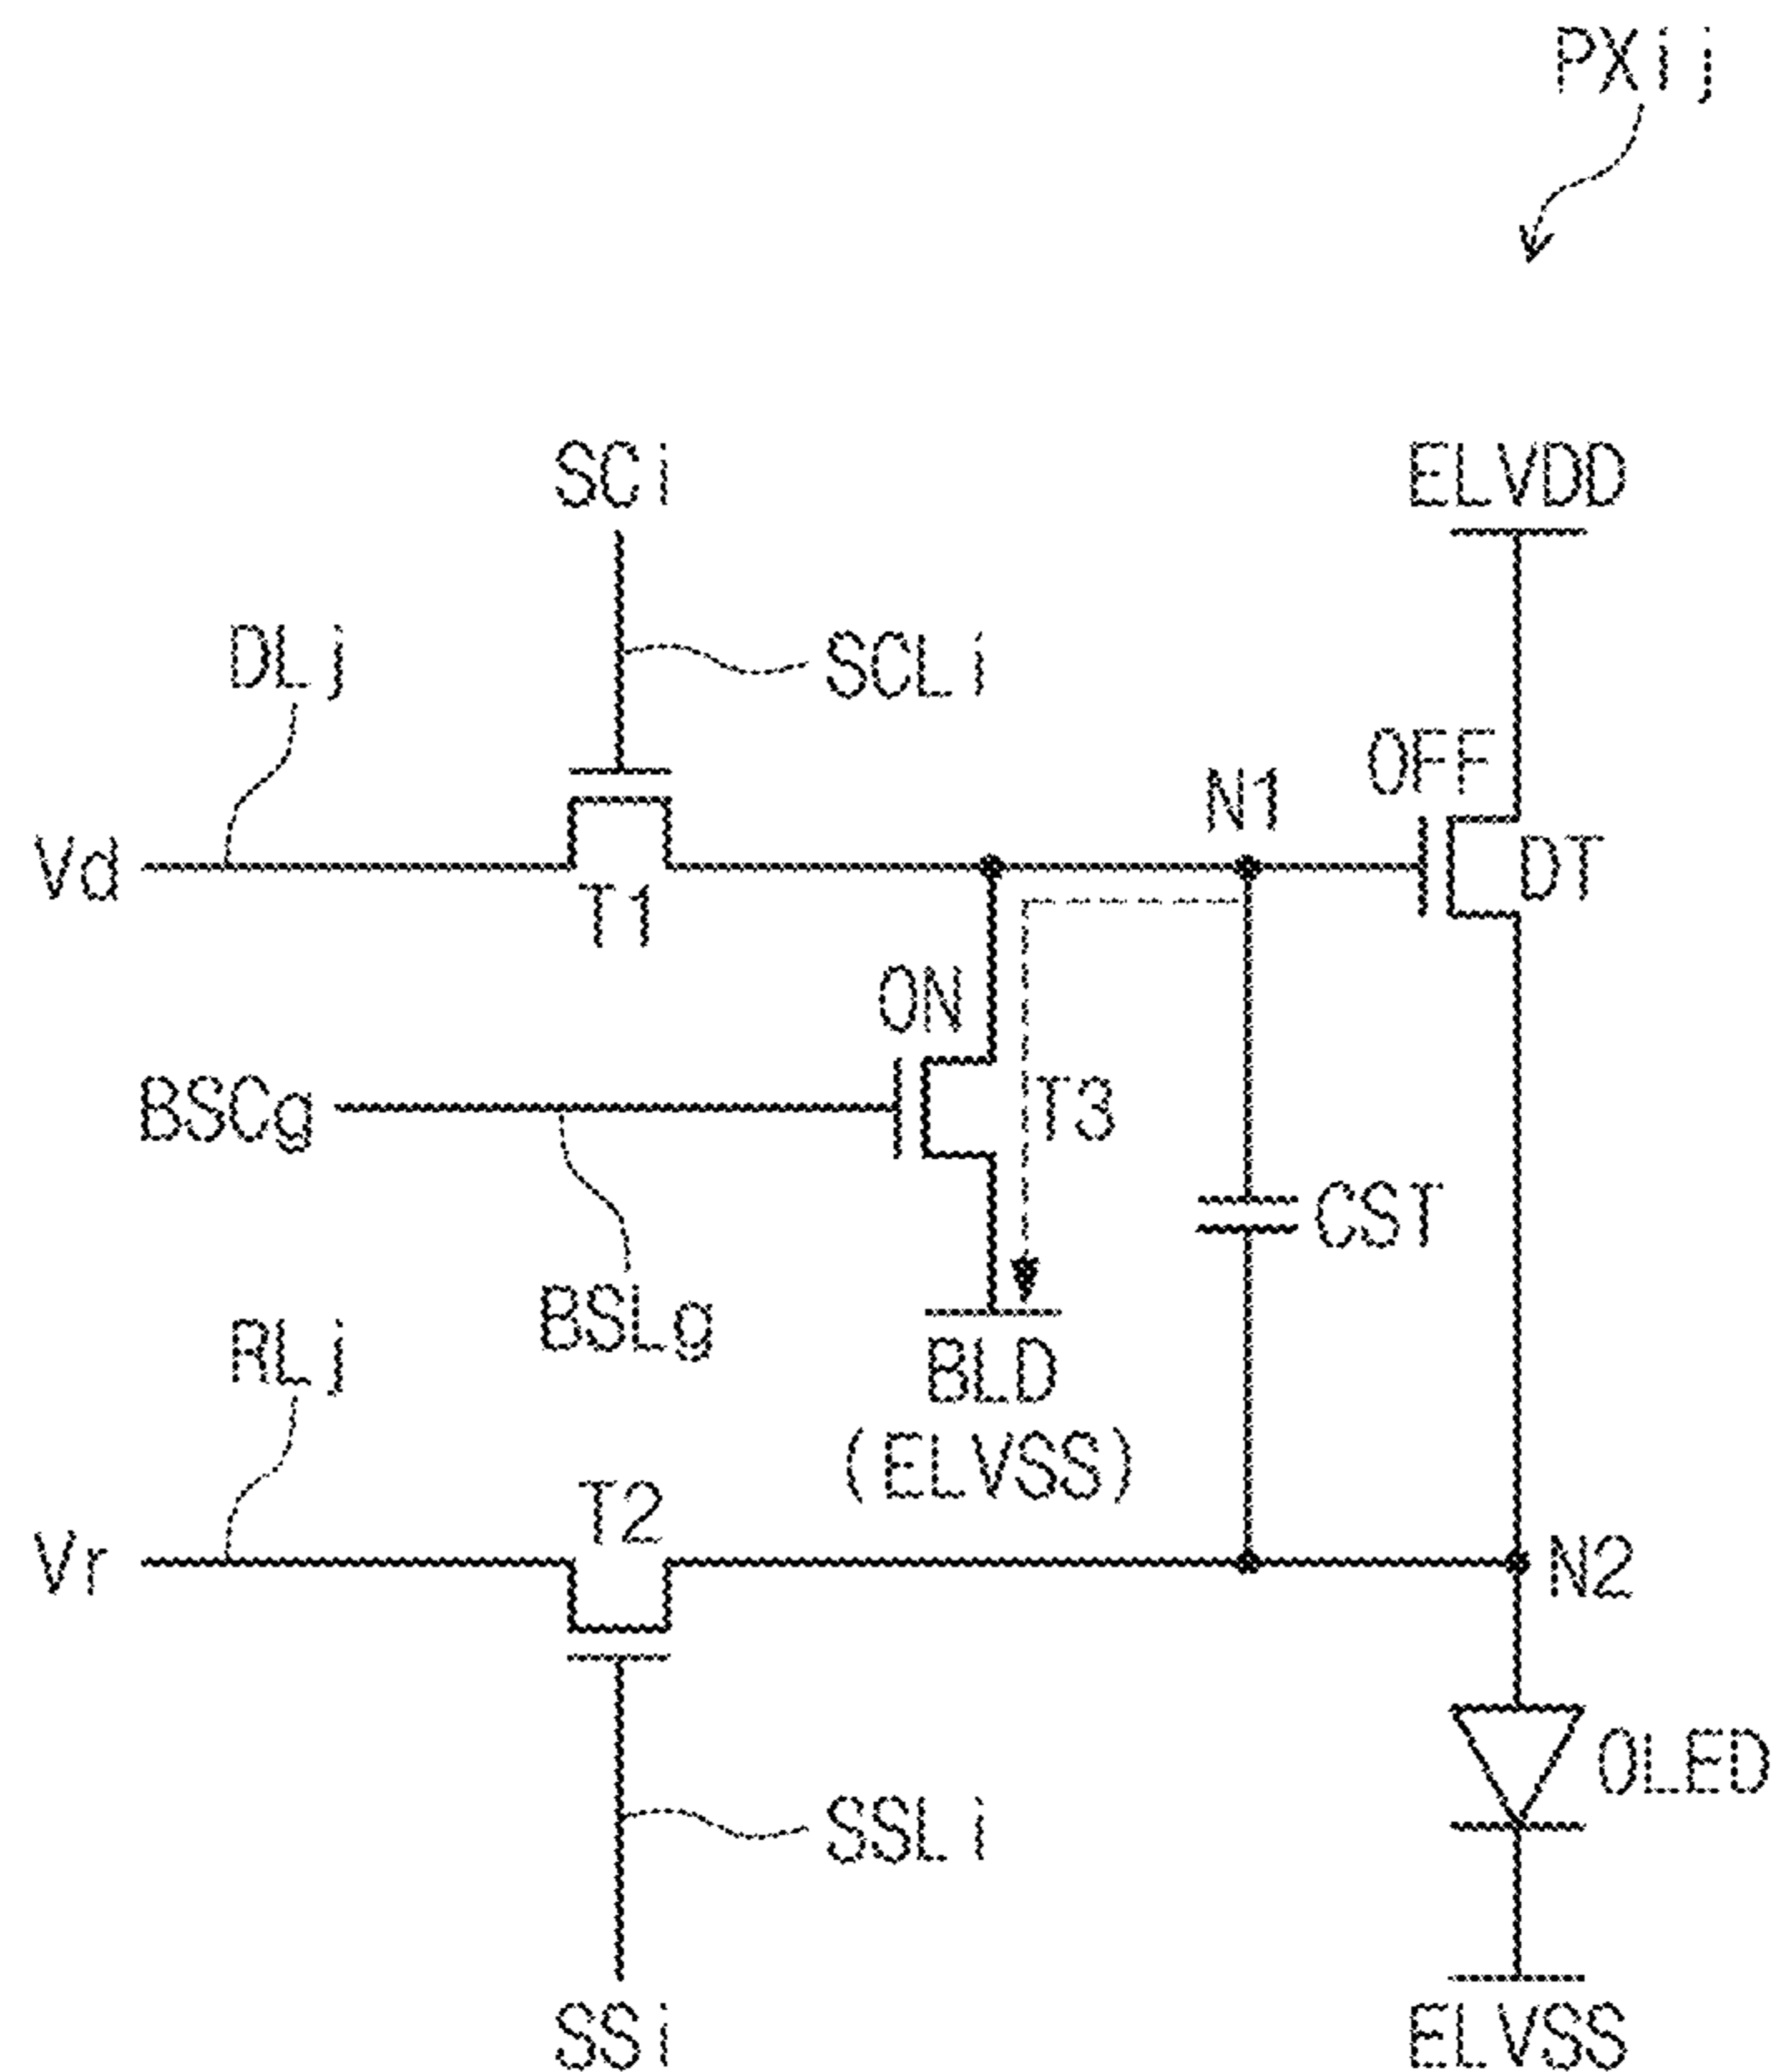 PXij
SCi
ELVDD
DLj
SCLi
OFF
N1
Vd
T1
DT
ON
BSCg
T3
CST
BSLg
RLj
BLD
(ELVSS)
T2
Vr
N2
OLED
SSLi
SSi
ELVSS